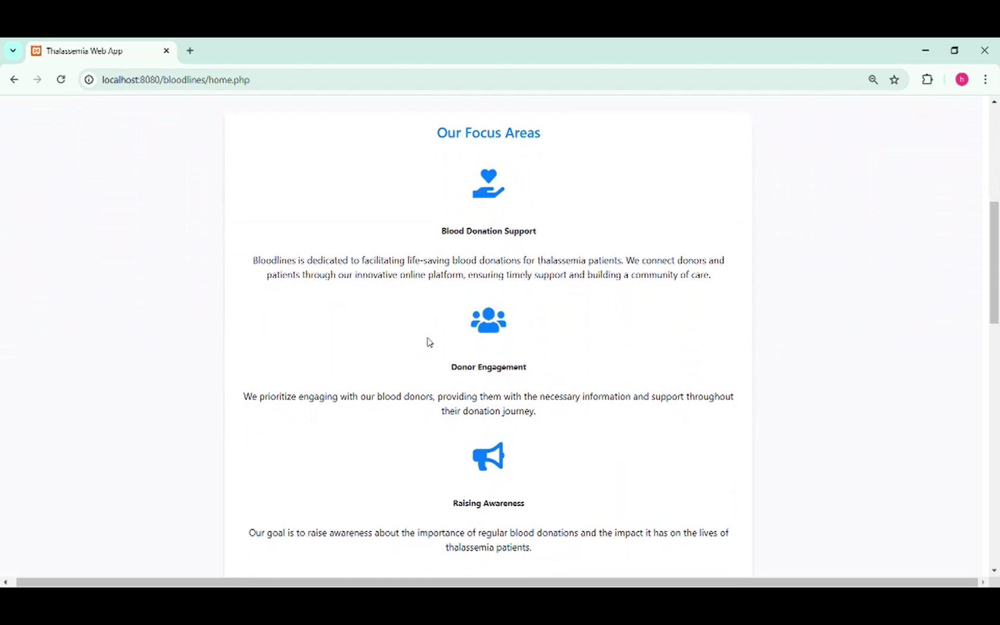 Thalassemia Web App
localhost:8080/bloodlines/home.php
h
Our Focus Areas
Blood Donation Support
Bloodlines is dedicated to facilitating life-saving blood donations for thalassemia patients. We connect donors and
patients through our innovative online platform, ensuring timely support and building a community of care.
Donor Engagement
We prioritize engaging with our blood donors, providing them with the necessary information and support throughout
their donation journey.
Raising Awareness
Our goal is to raise awareness about the importance of regular blood donations and the impact it has on the lives of
thalassemia patients.